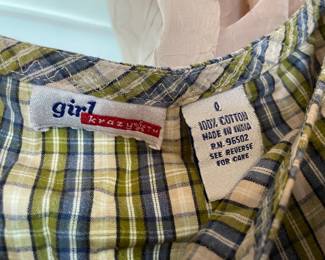 girl
krazy
0
100% COTTON
MADE IN INDIA
R.N. 96502
SEE REVERSE
FOR CARE